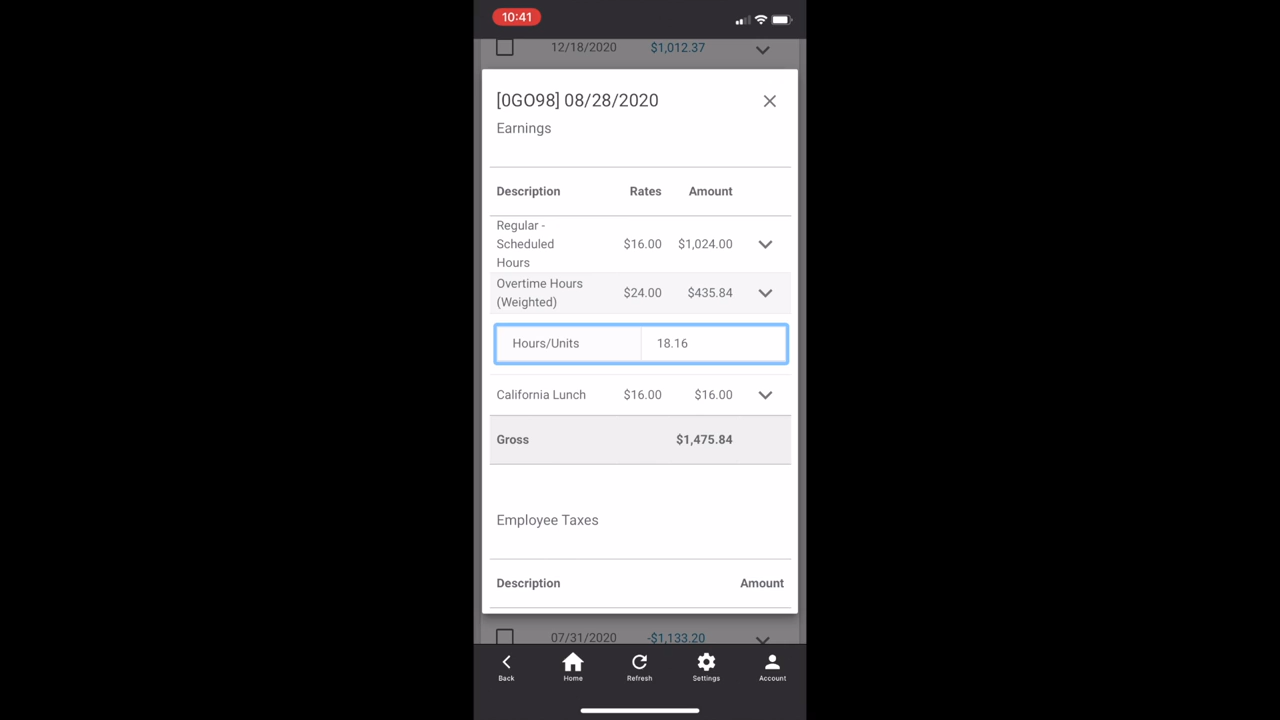 10:41
12/18/2020 $1,012.37
[0GO98] 08/28/2020
Earnings
Description Rates Amount
Regular -
Scheduled $16.00 $1,024.00
Hours
Overtime Hours
(Weighted) $24.00 $435.84
Hours/Units 18.16
California Lunch $16.00 $16.00
Gross $1,475.84
Employee Taxes
Description Amount
07/31/2020 -$1,133.20
Back Home Refresh Settings Account